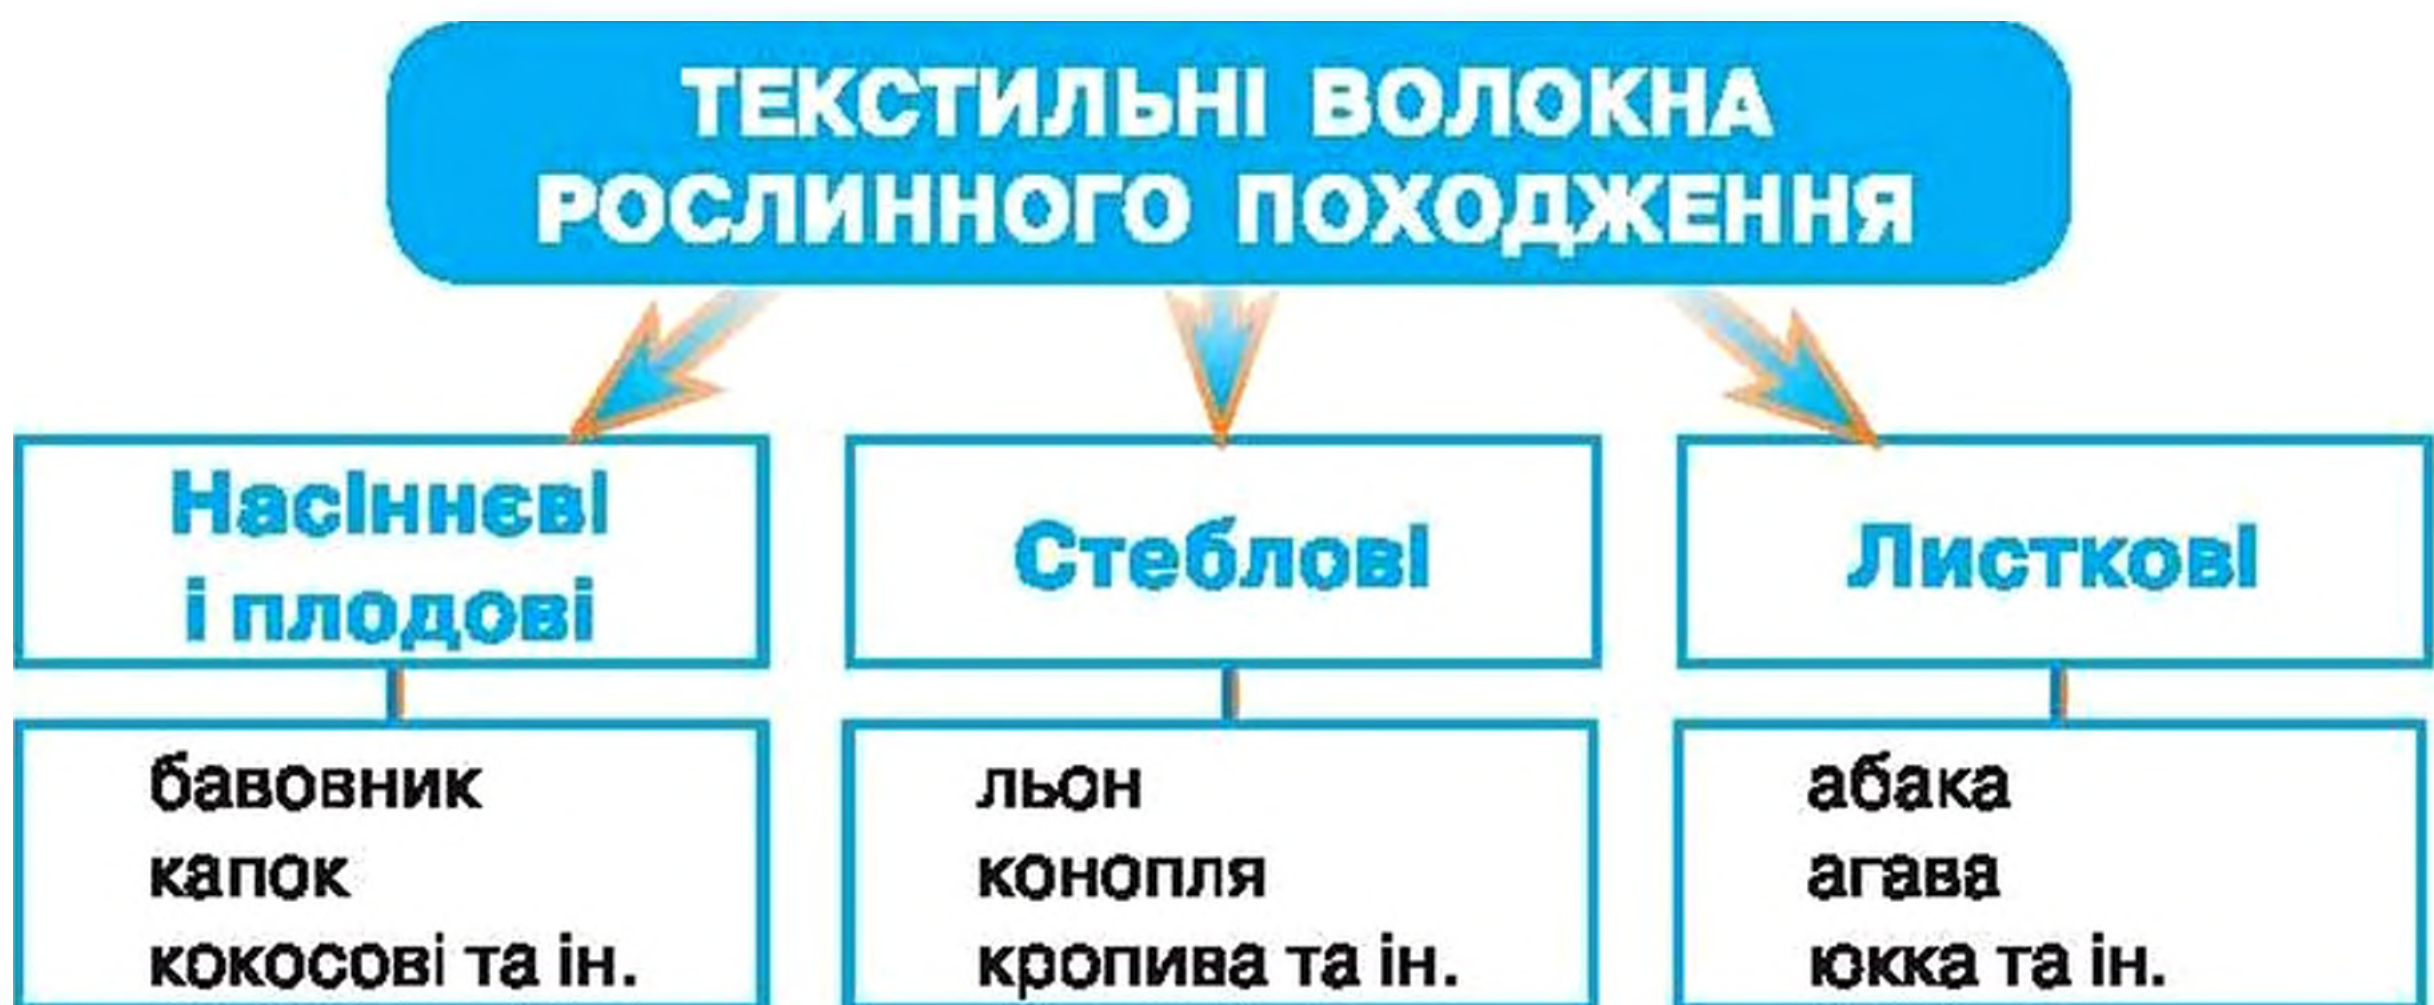 ТЕКСТИЛЬНІ ВОЛОКНА
РОСЛИННОГО ПОХОДЖЕННЯ
Насіннєві
і плодові
Стеблові
Листкові
бавовник
капок
кокосові та ін.
льон
конопля
кропива та ін.
абака
агава
юкка та ін.